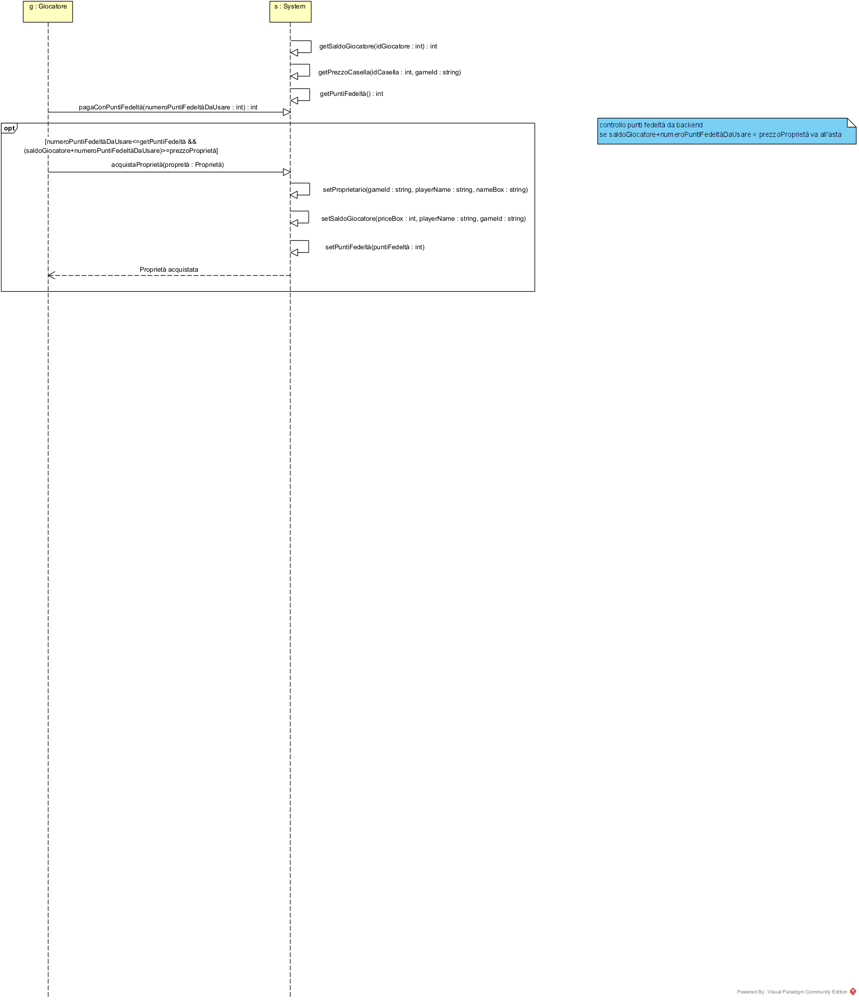 g : Giocatore
s : System
getSaldoGiocatore(idGiocatore : int) : int
getPrezzoCasella(idCasella : int, gameId : string)
getPuntiFedeltà() : int
pagaConPuntiFedeltà(numeroPuntiFedeltàDaUsare : int) : int
opt
[numeroPuntiFedeltàDaUsare<=getPuntiFedeltà &&
(saldoGiocatore+numeroPuntiFedeltàDaUsare)>=prezzoProprietà]
controllo punti fedeltà da backend
se saldoGiocatore+numeroPuntiFedeltàDaUsare < prezzoProprietà va all'asta
acquistaProprietà(propretà : Proprietà)
setProprietario(gameId : string, playerName : string, nameBox : string)
setSaldoGiocatore(priceBox : int, playerName : string, gameId : string)
setPuntiFedeltà(puntiFedeltà : int)
Proprietà acquistata
Powered By Visual Paradigm Community Edition